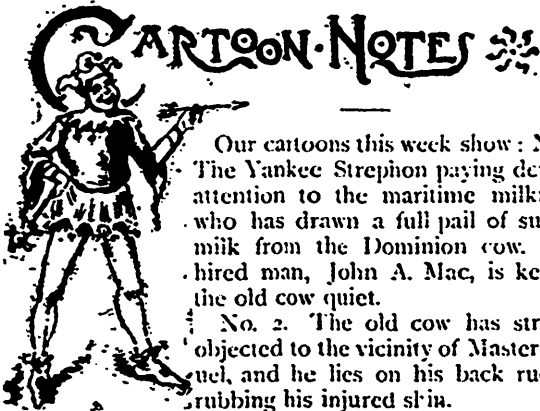 CARTOON·NOTES
Our cartoons this week show :
The Yankee Strephon paying
attention to the maritime
who has drawn a full pail of
milk from the Dominion cow.
hired man, John A. Mac, is
the old cow quiet.
No. 2. The old cow has
objected to the vicinity of Master
uel, and he lies on his back
rubbing his injured shin.